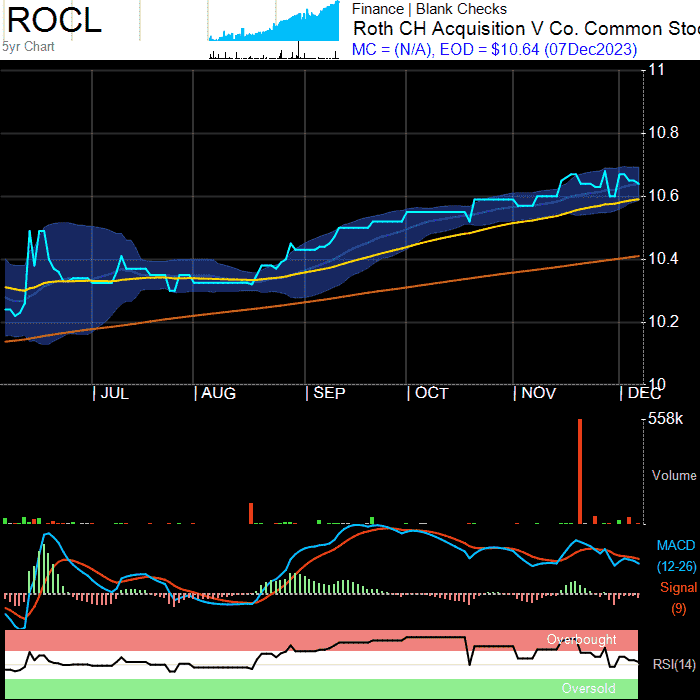 ROCL
5yr Chart
Finance | Blank Checks
Roth CH Acquisition V Co. Common Sto
MC = (N/A), EOD = $10.64 (07Dec2023)
11
10.8
10.6
10.4
10.2
10
JUL
AUG
SEP
OCT
NOV
DEC
558k
Volume
MACD
(12-26)
Signal
(9)
Overbought
RSI(14)
Oversold